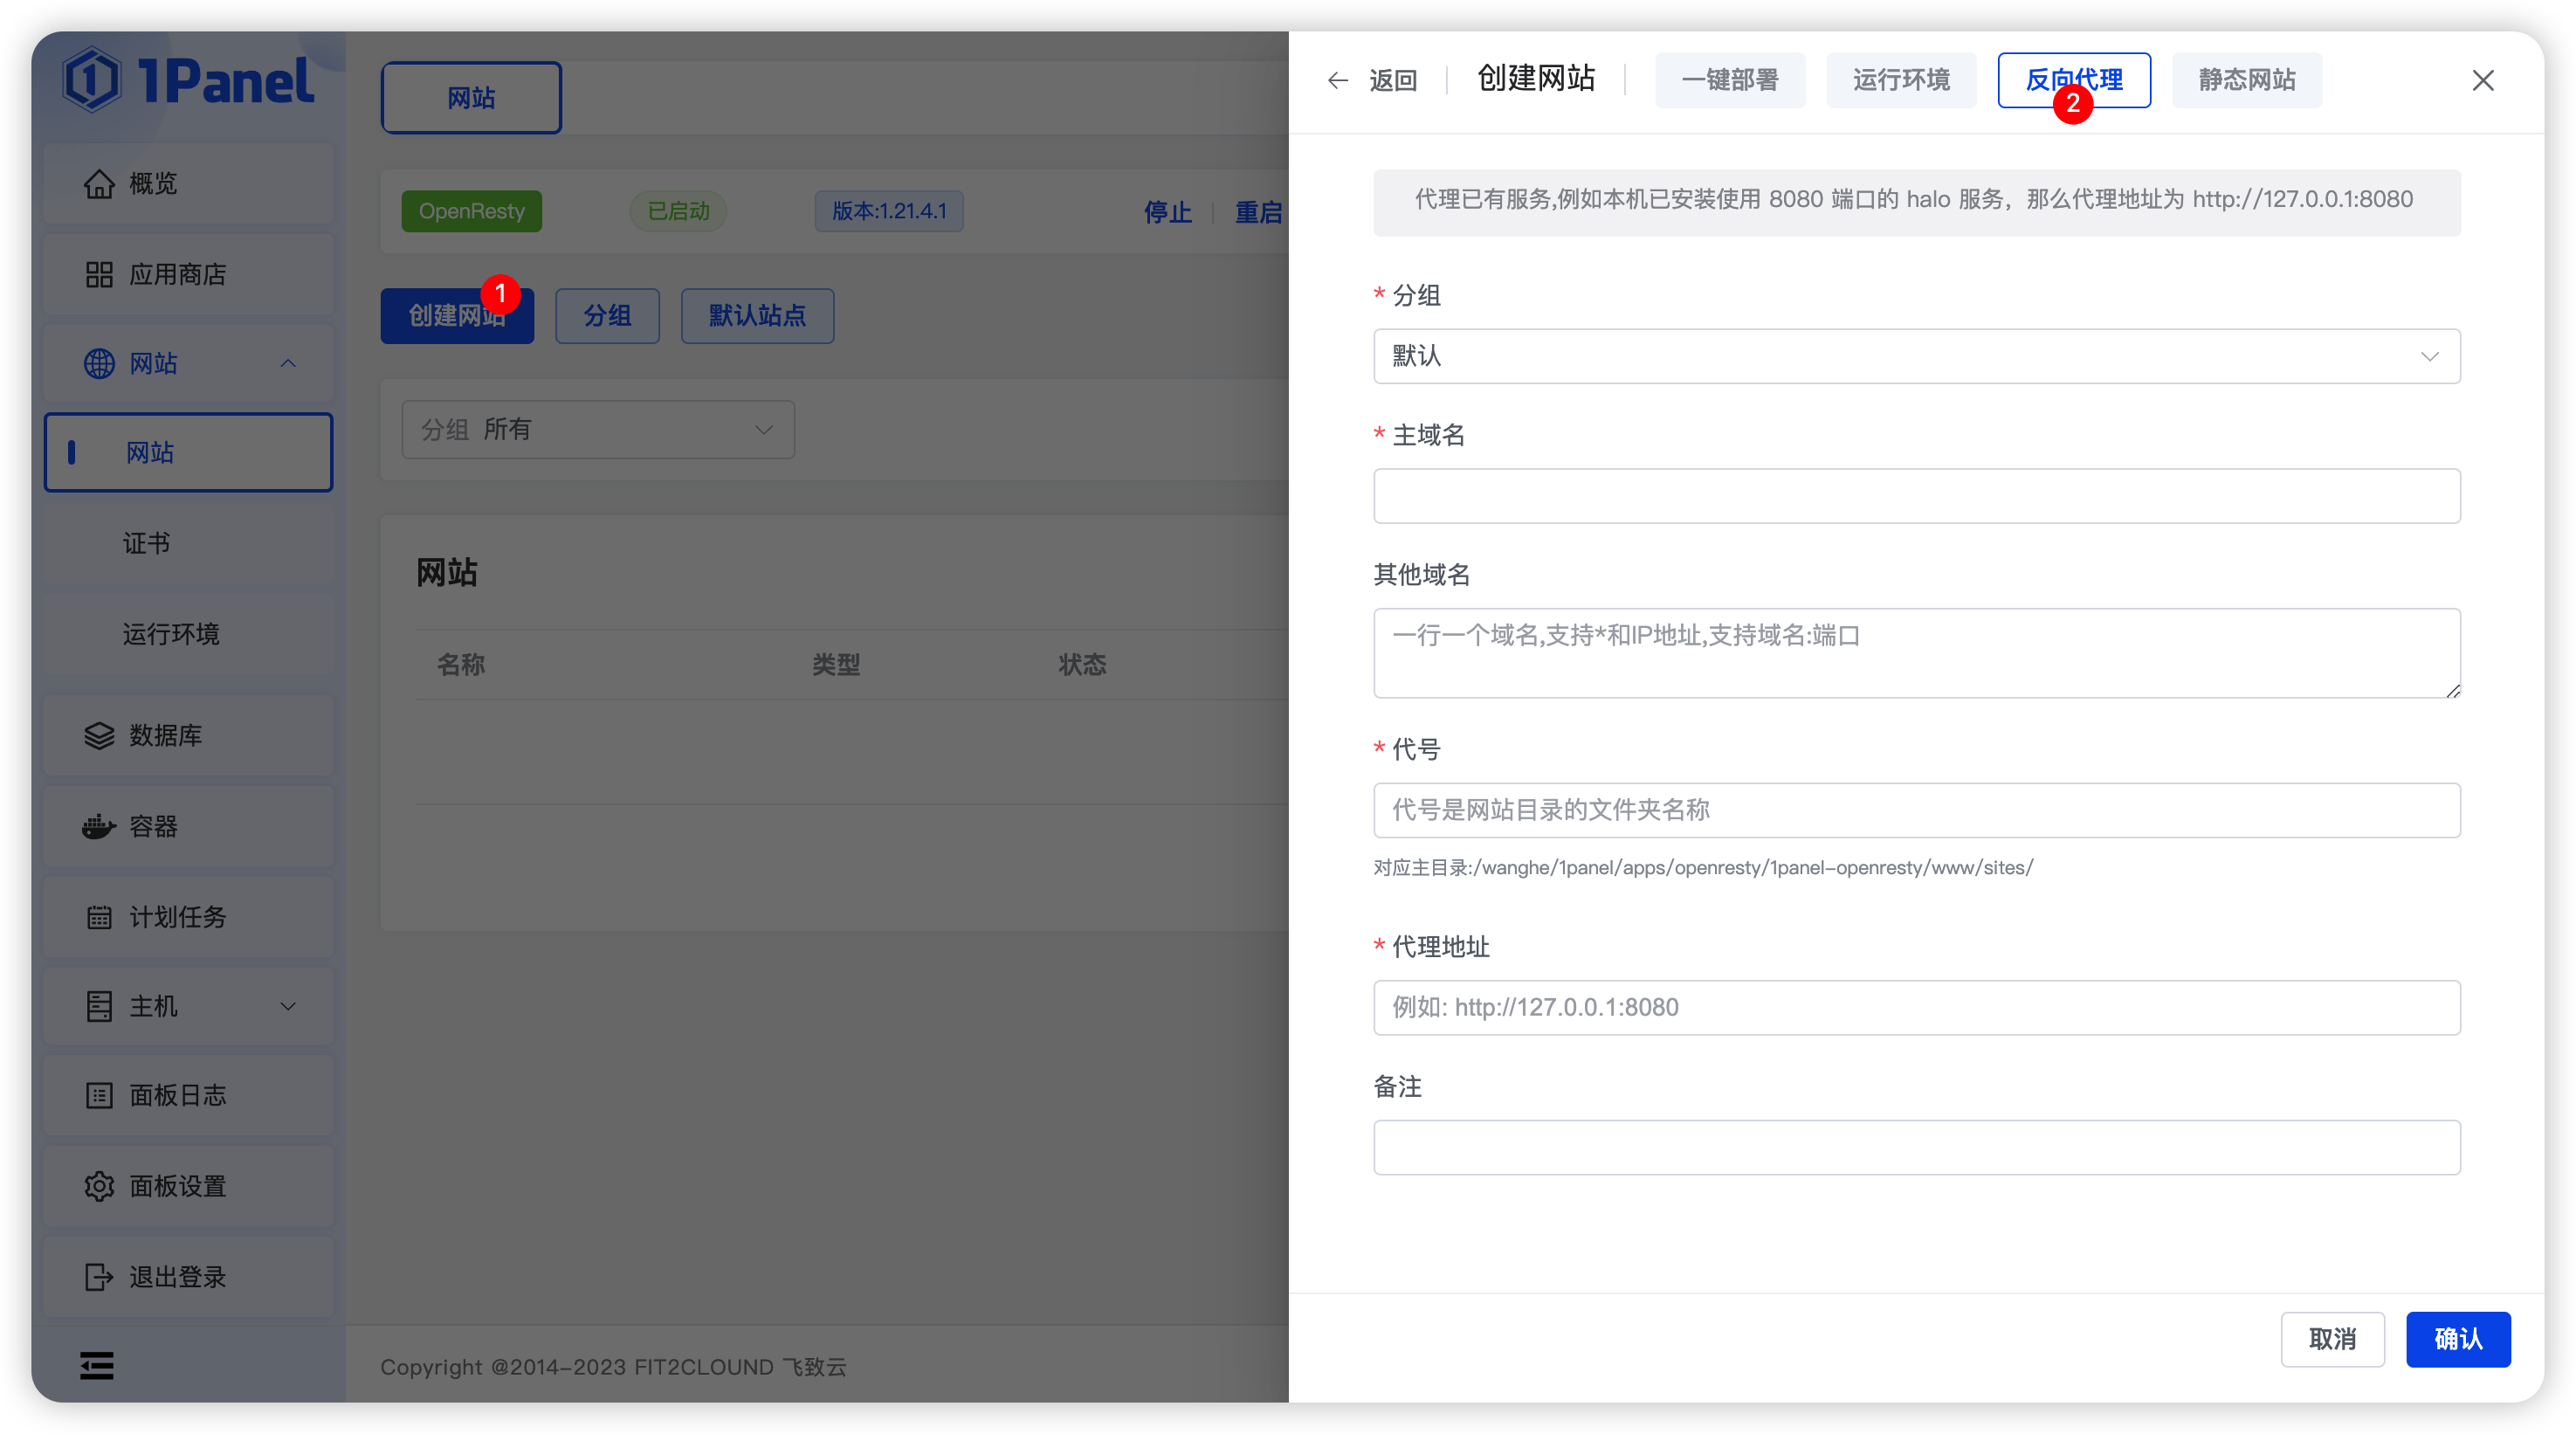 1Panel
概览
应用商店
网站
网站
证书
运行环境
数据库
容器
计划任务
主机
面板日志
面板设置
退出登录
网站
OpenResty
已启动
版本:1.21.4.1
停止
重启
创建网站
1
分组
默认站点
分组 所有
网站
名称
类型
状态
Copyright @2014-2023 FIT2CLOUND 飞致云
返回
创建网站
一键部署
运行环境
反向代理
2
静态网站
代理已有服务,例如本机已安装使用 8080 端口的 halo 服务，那么代理地址为 http://127.0.0.1:8080
* 分组
默认
* 主域名
其他域名
一行一个域名,支持*和IP地址,支持域名:端口
* 代号
代号是网站目录的文件夹名称
对应主目录:/wanghe/1panel/apps/openresty/1panel-openresty/www/sites/
* 代理地址
例如: http://127.0.0.1:8080
备注
取消
确认